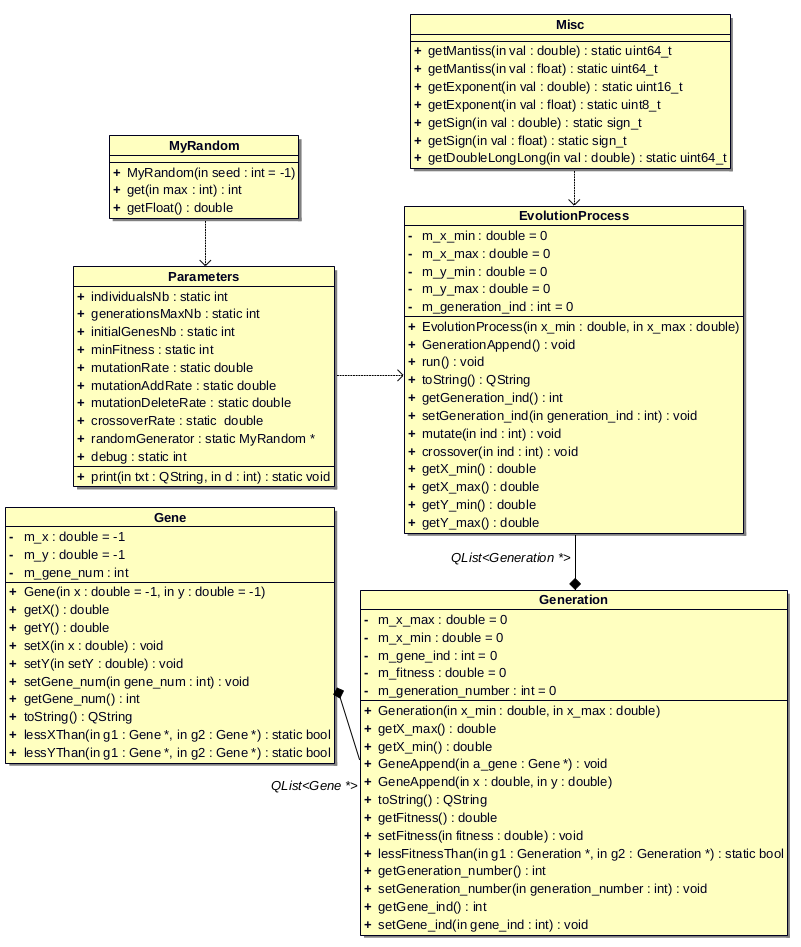 Misc
+ getMantiss(in val : double) : static uint64_t
+ getMantiss(in val : float) : static uint64_t
+ getExponent(in val : double) : static uint16_t
+ getExponent(in val : float) : static uint8_t
+ getSign(in val : double) : static sign_t
+ getSign(in val : float) : static sign_t
+ getDoubleLongLong(in val : double) : static uint64_t
MyRandom
+ MyRandom(in seed : int = -1)
+ get(in max : int) : int
+ getFloat() : double
EvolutionProcess
- m_x_min : double = 0
- m_x_max : double = 0
- m_y_min : double = 0
- m_y_max : double = 0
- m_generation_ind : int = 0
+ EvolutionProcess(in x_min : double, in x_max : double)
+ GenerationAppend() : void
+ run() : void
+ toString() : QString
+ getGeneration_ind() : int
+ setGeneration_ind(in generation_ind : int) : void
+ mutate(in ind : int) : void
+ crossover(in ind : int) : void
+ getX_min() : double
+ getX_max() : double
+ getY_min() : double
+ getY_max() : double
Parameters
+ individualsNb : static int
+ generationsMaxNb : static int
+ initialGenesNb : static int
+ minFitness : static int
+ mutationRate : static double
+ mutationAddRate : static double
+ mutationDeleteRate : static double
+ crossoverRate : static  double
+ randomGenerator : static MyRandom *
+ debug : static int
+ print(in txt : QString, in d : int) : static void
Gene
- m_x : double = -1
- m_y : double = -1
- m_gene_num : int
+ Gene(in x : double = -1, in y : double = -1)
+ getX() : double
+ getY() : double
+ setX(in x : double) : void
+ setY(in setY : double) : void
+ setGene_num(in gene_num : int) : void
+ getGene_num() : int
+ toString() : QString
+ lessXThan(in g1 : Gene *, in g2 : Gene *) : static bool
+ lessYThan(in g1 : Gene *, in g2 : Gene *) : static bool
QList<Generation *>
QList<Gene *>
Generation
- m_x_max : double = 0
- m_x_min : double = 0
- m_gene_ind : int = 0
- m_fitness : double = 0
- m_generation_number : int = 0
+ Generation(in x_min : double, in x_max : double)
+ getX_max() : double
+ getX_min() : double
+ GeneAppend(in a_gene : Gene *) : void
+ GeneAppend(in x : double, in y : double)
+ toString() : QString
+ getFitness() : double
+ setFitness(in fitness : double) : void
+ lessFitnessThan(in g1 : Generation *, in g2 : Generation *) : static bool
+ getGeneration_number() : int
+ setGeneration_number(in generation_number : int) : void
+ getGene_ind() : int
+ setGene_ind(in gene_ind : int) : void